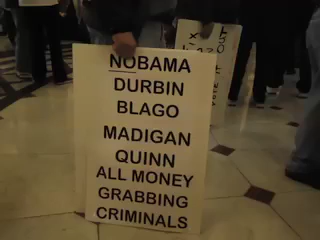 NOBAMA
DURBIN
BLAGO
MADIGAN
QUINN
ALL MONEY
GRABBING
CRIMINALS